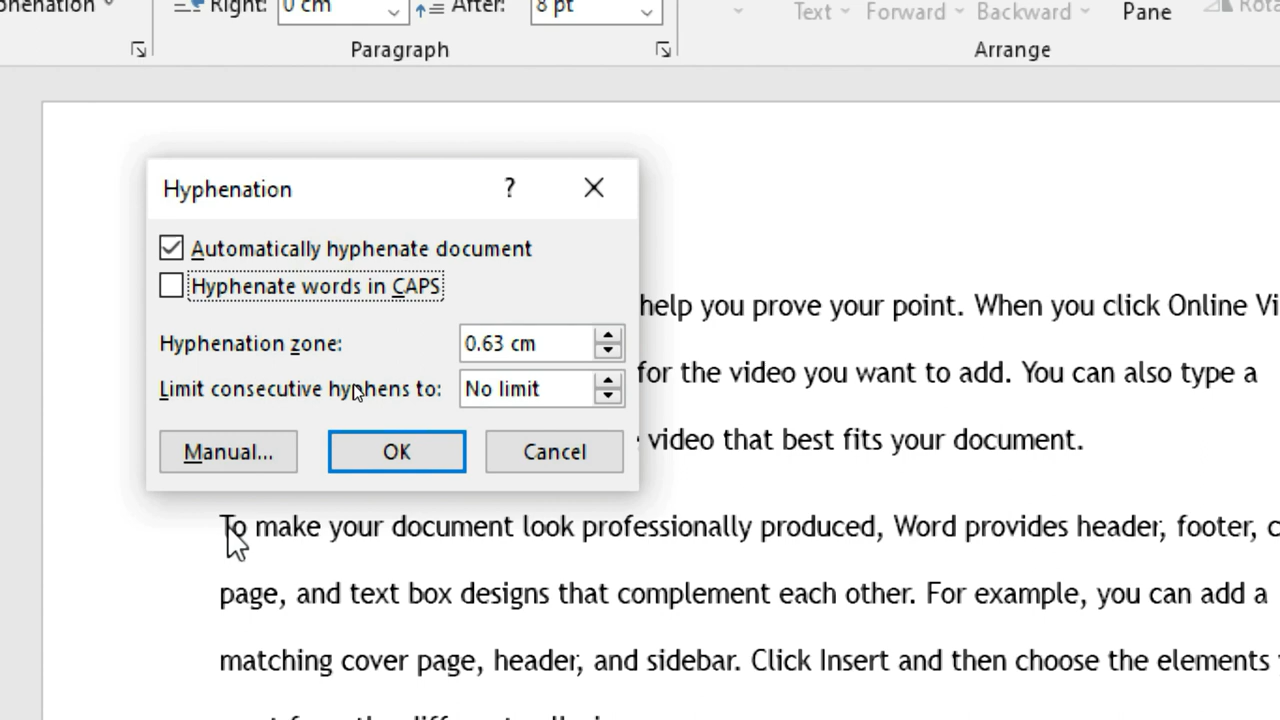 Right: 0 cm After: 8 pt Text Forward Backward Pane
Paragraph Arrange
Hyphenation ?
Automatically hyphenate document
Hyphenate words in CAPS
help you prove your point. When you click Online
Hyphenation zone: 0.63 cm
for the video you want to add. You can also type a
Limit consecutive hyphens to: No limit
video that best fits your document.
Manual... OK Cancel
To make your document look professionally produced, Word provides header, footer,
page, and text box designs that complement each other. For example, you can add a
matching cover page, header, and sidebar. Click Insert and then choose the elements